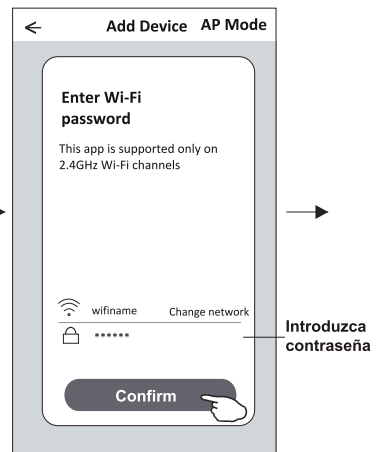 Add Device AP Mode
Enter Wi-Fi
password
This app is supported only on
2.4GHz Wi-Fi channels
wifiname Change network
******
Introduzca
contraseña
Confirm